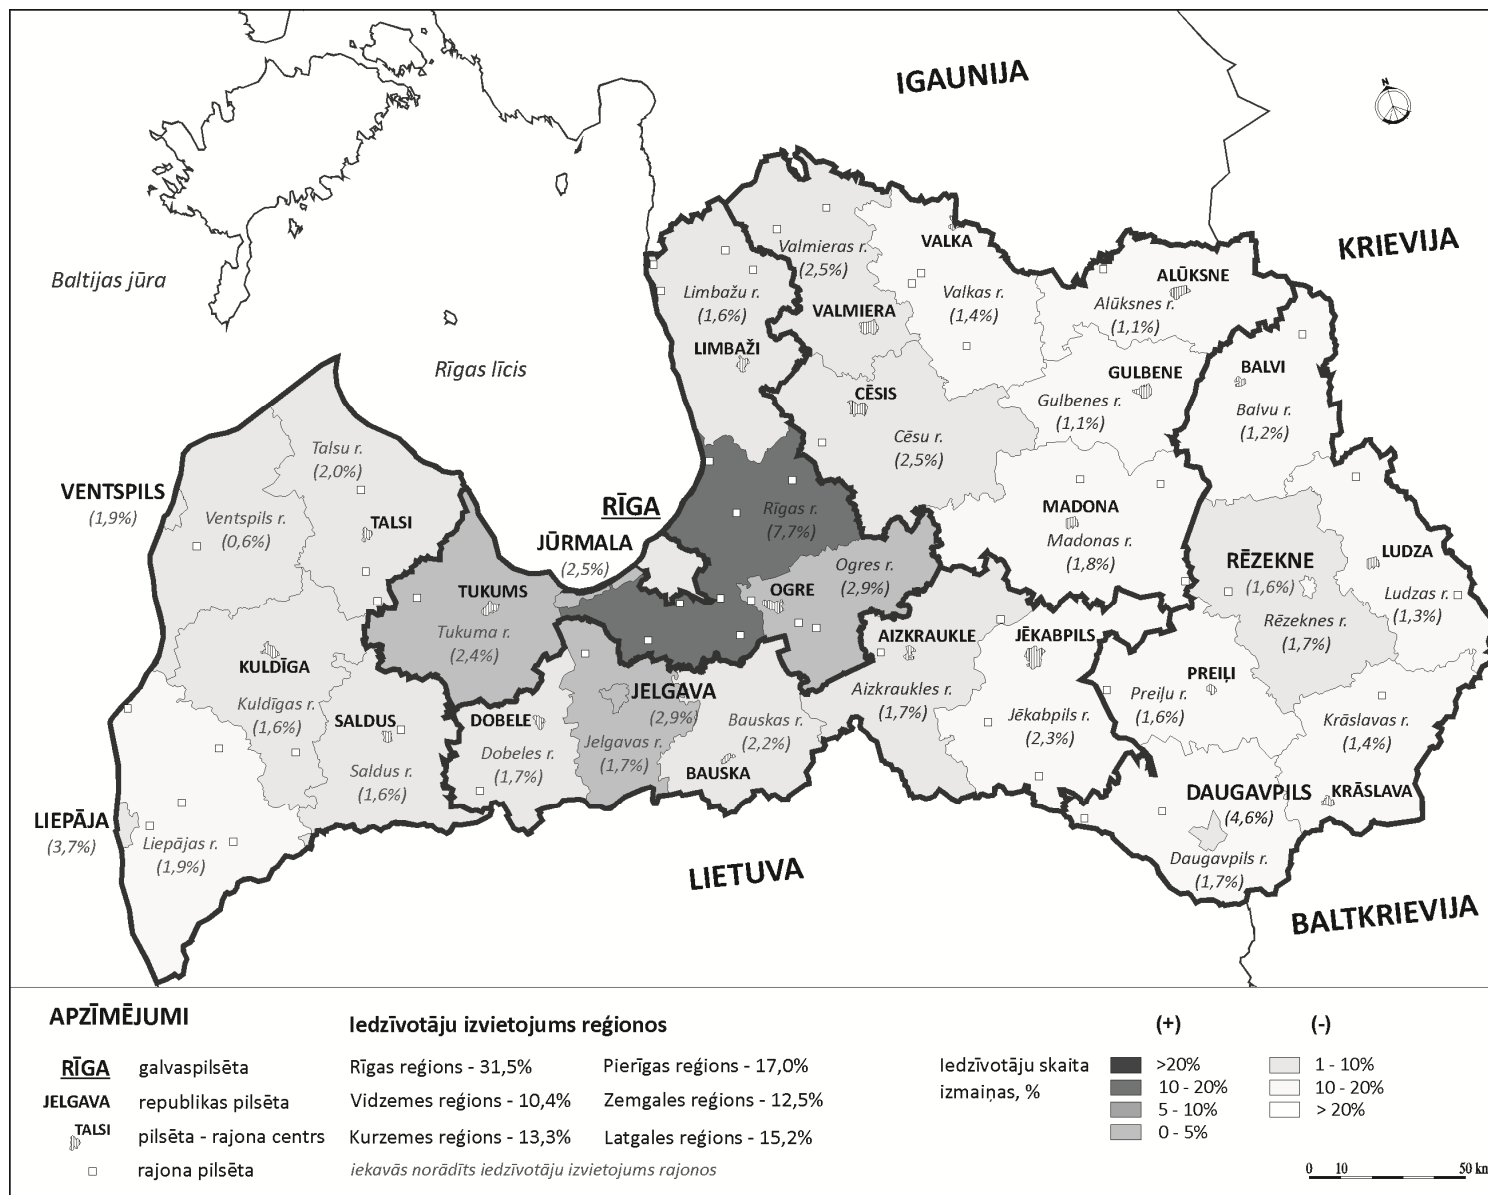 IGAUNIJA
N
KRIEVIJA
Baltijas jūra
Rīgas līcis
Valmieras r.
(2,5%)
VALKA
ALŪKSNE
Limbažu r.
(1,6%)
VALMIERA
Valkas r.
(1,4%)
Alūksnes r.
(1,1%)
LIMBAŽI
CĒSIS
GULBENE
BALVI
Gulbenes r.
(1,1%)
Balvu r.
(1,2%)
Cēsu r.
(2,5%)
Talsu r.
(2,0%)
VENTSPILS
(1,9%)
Ventspils r.
(0,6%)
TALSI
RĪGA
Rīgas r.
(7,7%)
MADONA
Madonas r.
(1,8%)
JŪRMALA
(2,5%)
Ogres r.
(2,9%)
OGRE
RĒZEKNE
(1,6%)
LUDZA
Ludzas r.
(1,3%)
TUKUMS
Tukuma r.
(2,4%)
Rēzeknes r.
(1,7%)
AIZKRAUKLE
JĒKABPILS
KULDĪGA
Kuldīgas r.
(1,6%)
PREIĻI
Preiļu r.
(1,6%)
JELGAVA
(2,9%)
Aizkraukles r.
(1,7%)
SALDUS
DOBELE
Bauskas r.
(2,2%)
Jēkabpils r.
(2,3%)
Krāslavas r.
(1,4%)
Dobeles r.
(1,7%)
Jelgavas r.
(1,7%)
Saldus r.
(1,6%)
BAUSKA
DAUGAVPILS
(4,6%)
KRĀSLAVA
LIEPĀJA
(3,7%)
Liepājas r.
(1,9%)
Daugavpils r.
(1,7%)
LIETUVA
BALTKRIEVIJA
APZĪMĒJUMI
RĪGA galvaspilsēta
JELGAVA republikas pilsēta
TALSI pilsēta - rajona centrs
rajona pilsēta
Iedzīvotāju izvietojums reģionos
Rīgas reģions - 31,5% Pierīgas reģions - 17,0%
Vidzemes reģions - 10,4% Zemgales reģions - 12,5%
Kurzemes reģions - 13,3% Latgales reģions - 15,2%
iekavās norādīts iedzīvotāju izvietojums rajonos
Iedzīvotāju skaita
izmaiņas, %
(+) (-)
>20% 1 - 10%
10 - 20% 10 - 20%
5 - 10% > 20%
0 - 5%
0 10 50 km